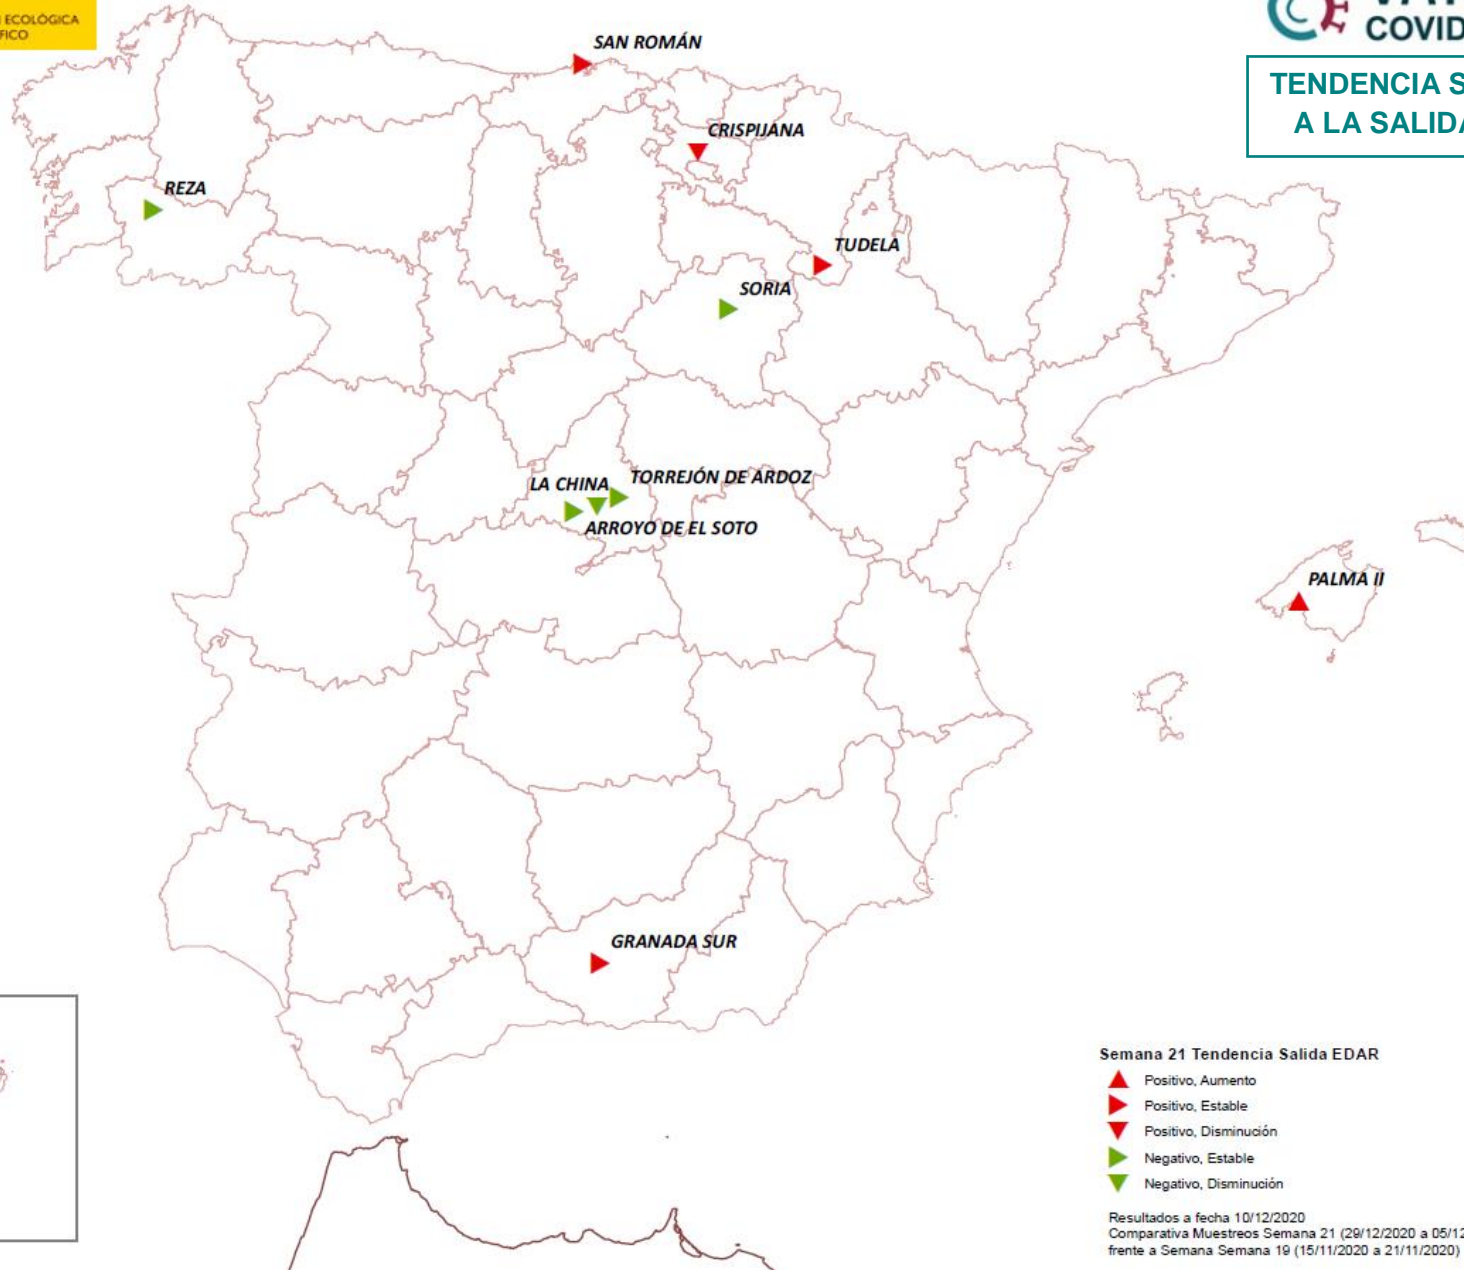 ECOLÓGICA
COVID
TENDENCIA
A LA SALIDA
SAN ROMÁN
CRISPIJANA
REZA
TUDELA
SORIA
LA CHINA
TORREJÓN DE ARDOZ
ARROYO DE EL SOTO
PALMA II
GRANADA SUR
Semana 21 Tendencia Salida EDAR
Positivo, Aumento
Positivo, Estable
Positivo, Disminución
Negativo, Estable
Negativo, Disminución
Resultados a fecha 10/12/2020
Comparativa Muestreos Semana 21 (29/12/2020 a 05/12
frente a Semana Semana 19 (15/11/2020 a 21/11/2020)